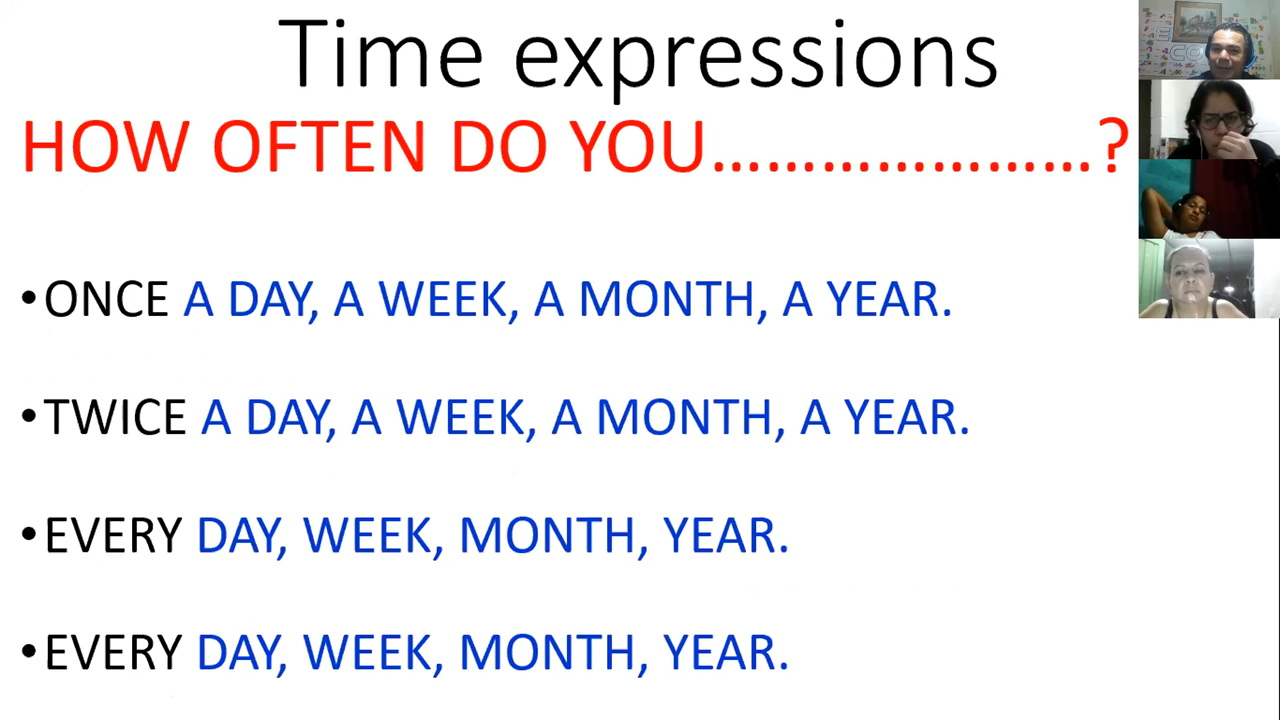 Time expressions
HOW OFTEN DO YOU.....................?
•ONCE A DAY, A WEEK, A MONTH, A YEAR.
•TWICE A DAY, A WEEK, A MONTH, A YEAR.
•EVERY DAY, WEEK, MONTH, YEAR.
•EVERY DAY, WEEK, MONTH, YEAR.